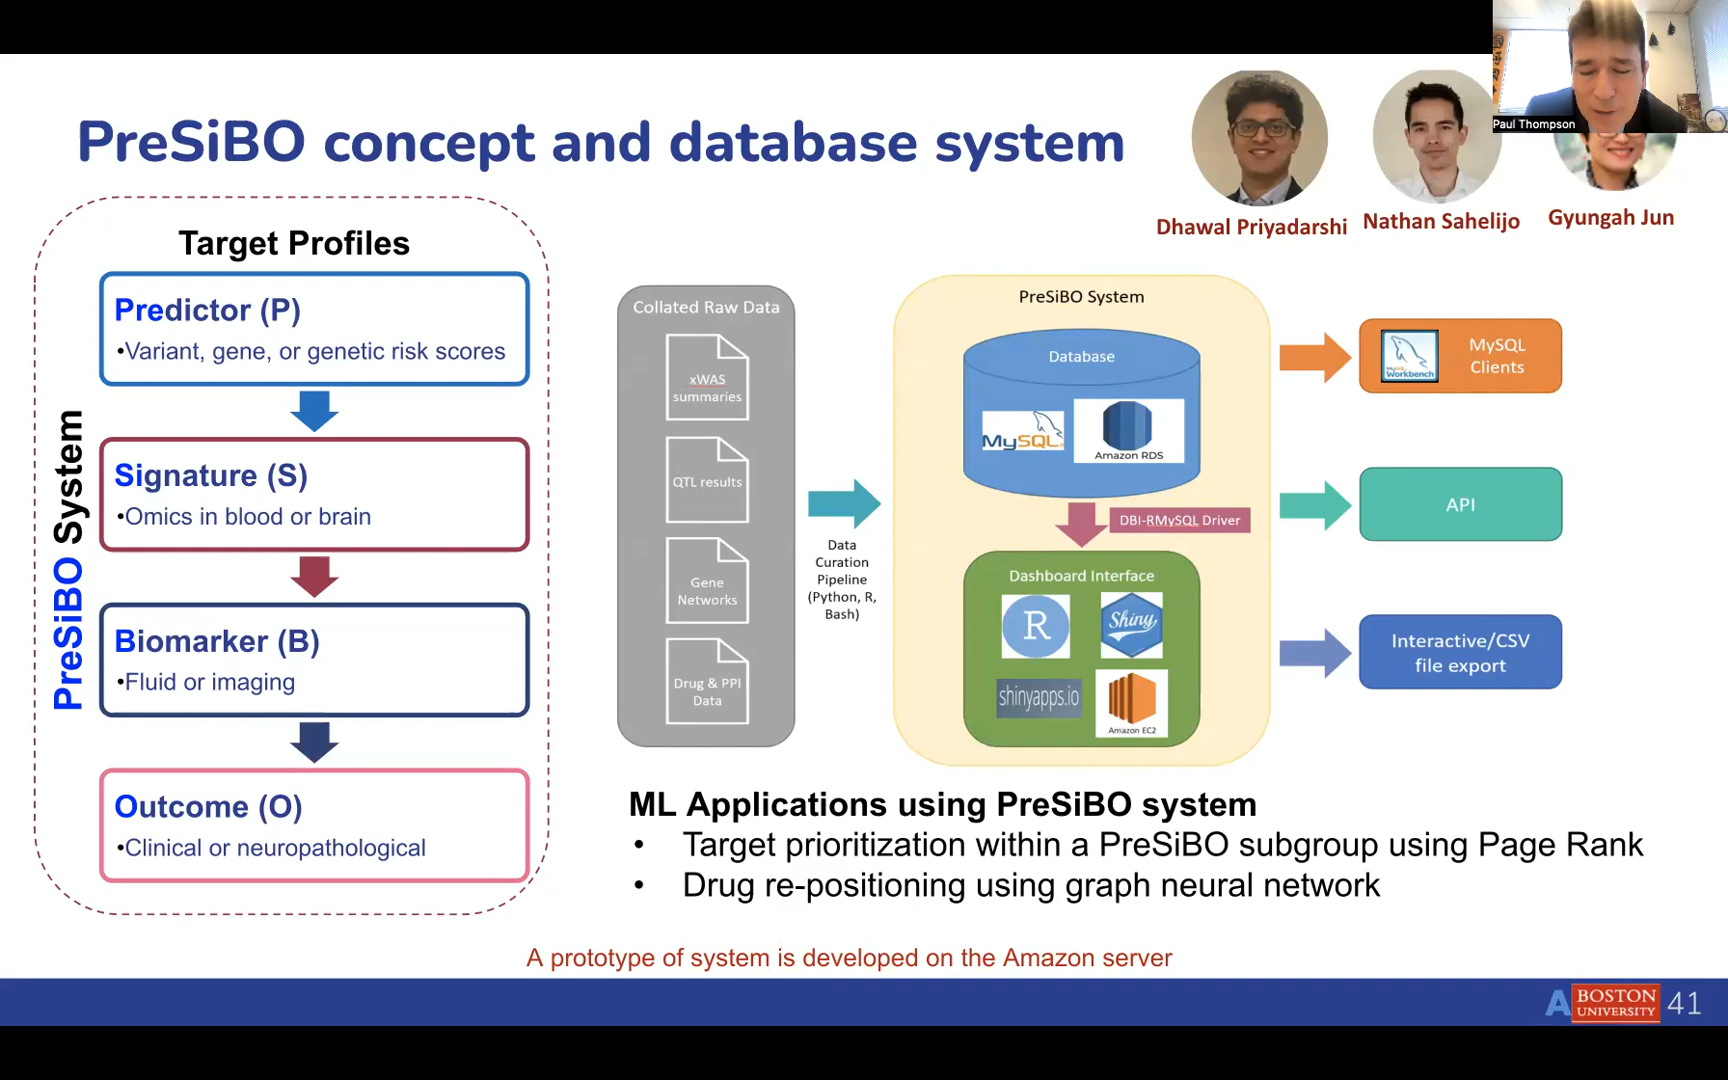 PreSiBO concept and database system
Paul Thompson
Dhawal Priyadarshi
Nathan Sahelijo
Gyungah Jun
PreSiBO System
Target Profiles
Predictor (P)
•Variant, gene, or genetic risk scores
Signature (S)
•Omics in blood or brain
Biomarker (B)
•Fluid or imaging
Outcome (O)
•Clinical or neuropathological
Collated Raw Data
xWAS
summaries
QTL results
Gene
Networks
Drug & PPI
Data
Data
Curation
Pipeline
(Python, R,
Bash)
PreSiBO System
Database
MySQL
Amazon RDS
DBI-RMySQL Driver
Dashboard Interface
R
Shiny
shinyapps.io
Amazon EC2
MySQL
Workbench
MySQL
Clients
API
Interactive/CSV
file export
ML Applications using PreSiBO system
• Target prioritization within a PreSiBO subgroup using Page Rank
• Drug re-positioning using graph neural network
A prototype of system is developed on the Amazon server
A
BOSTON
UNIVERSITY
41